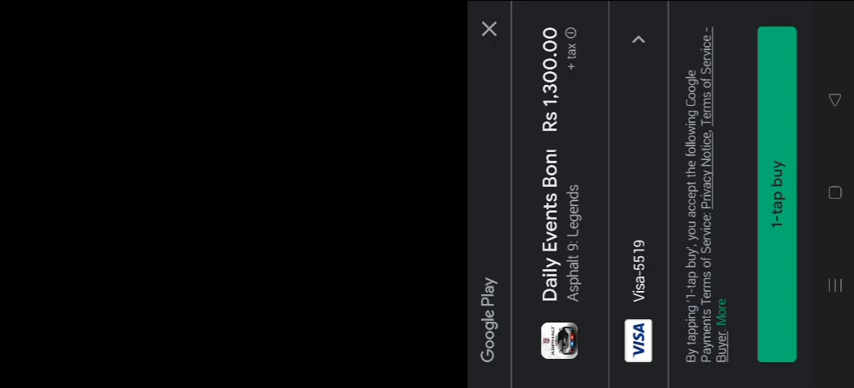 Google Play
Daily Events Bon
Rs 1,300.00
Asphalt 9: Legends
+ tax
VISA
Visa-5519
By tapping '1-tap buy', you accept the following Google
Payments Terms of Service: Privacy Notice, Terms of Service -
Buyer. More
1-tap buy